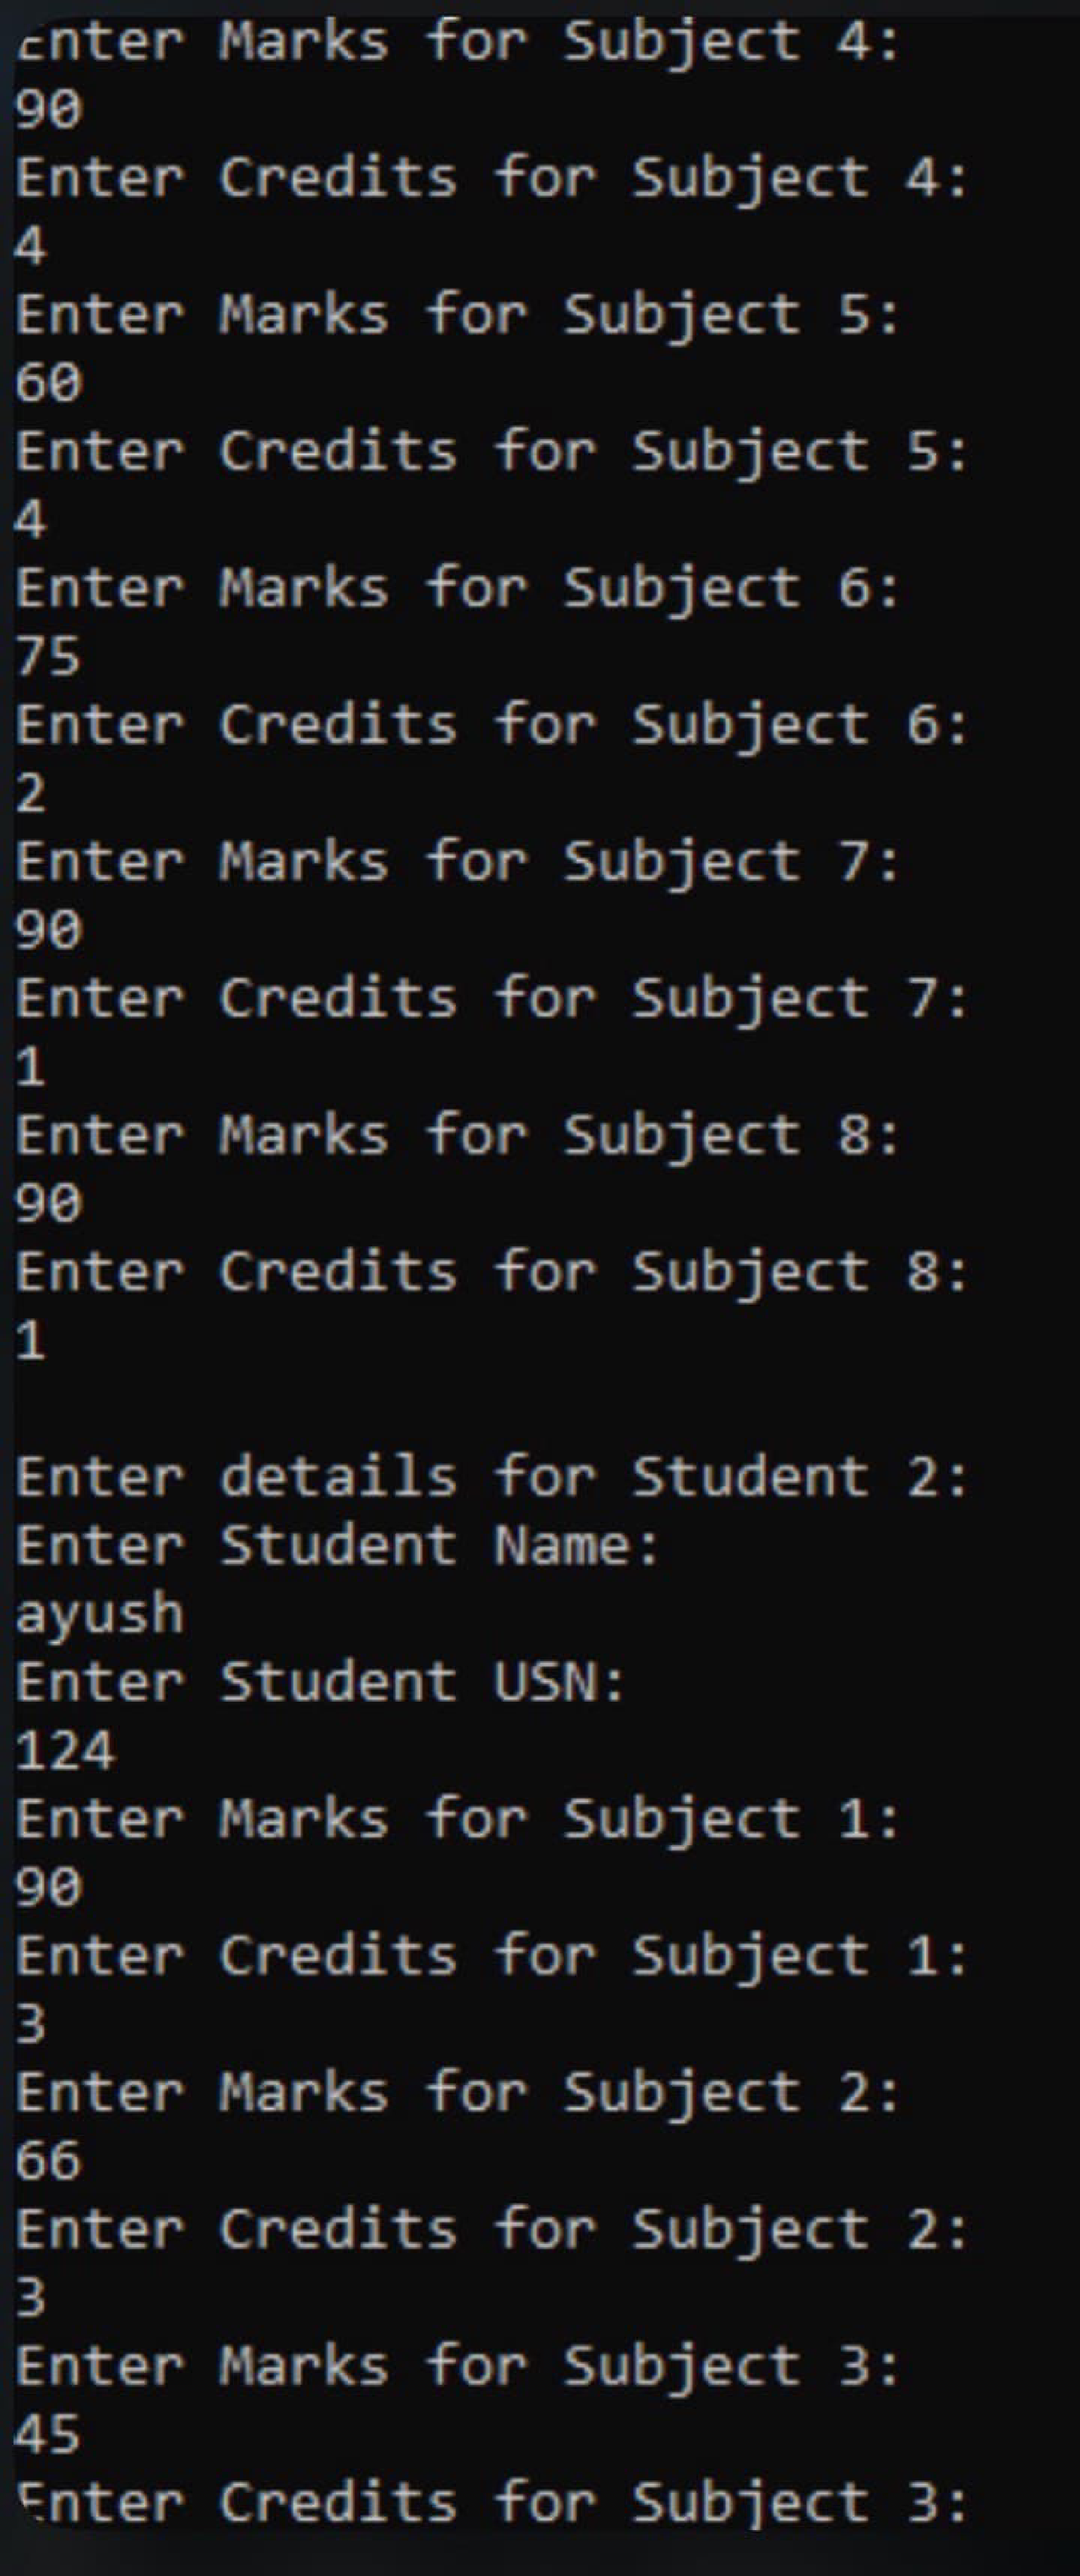 Enter Marks for Subject 4:
90
Enter Credits for Subject 4:
4
Enter Marks for Subject 5:
60
Enter Credits for Subject 5:
4
Enter Marks for Subject 6:
75
Enter Credits for Subject 6:
2
Enter Marks for Subject 7:
90
Enter Credits for Subject 7:
1
Enter Marks for Subject 8:
90
Enter Credits for Subject 8:
1
Enter details for Student 2:
Enter Student Name:
ayush
Enter Student USN:
124
Enter Marks for Subject 1:
90
Enter Credits for Subject 1:
3
Enter Marks for Subject 2:
66
Enter Credits for Subject 2:
3
Enter Marks for Subject 3:
45
Enter Credits for Subject 3: